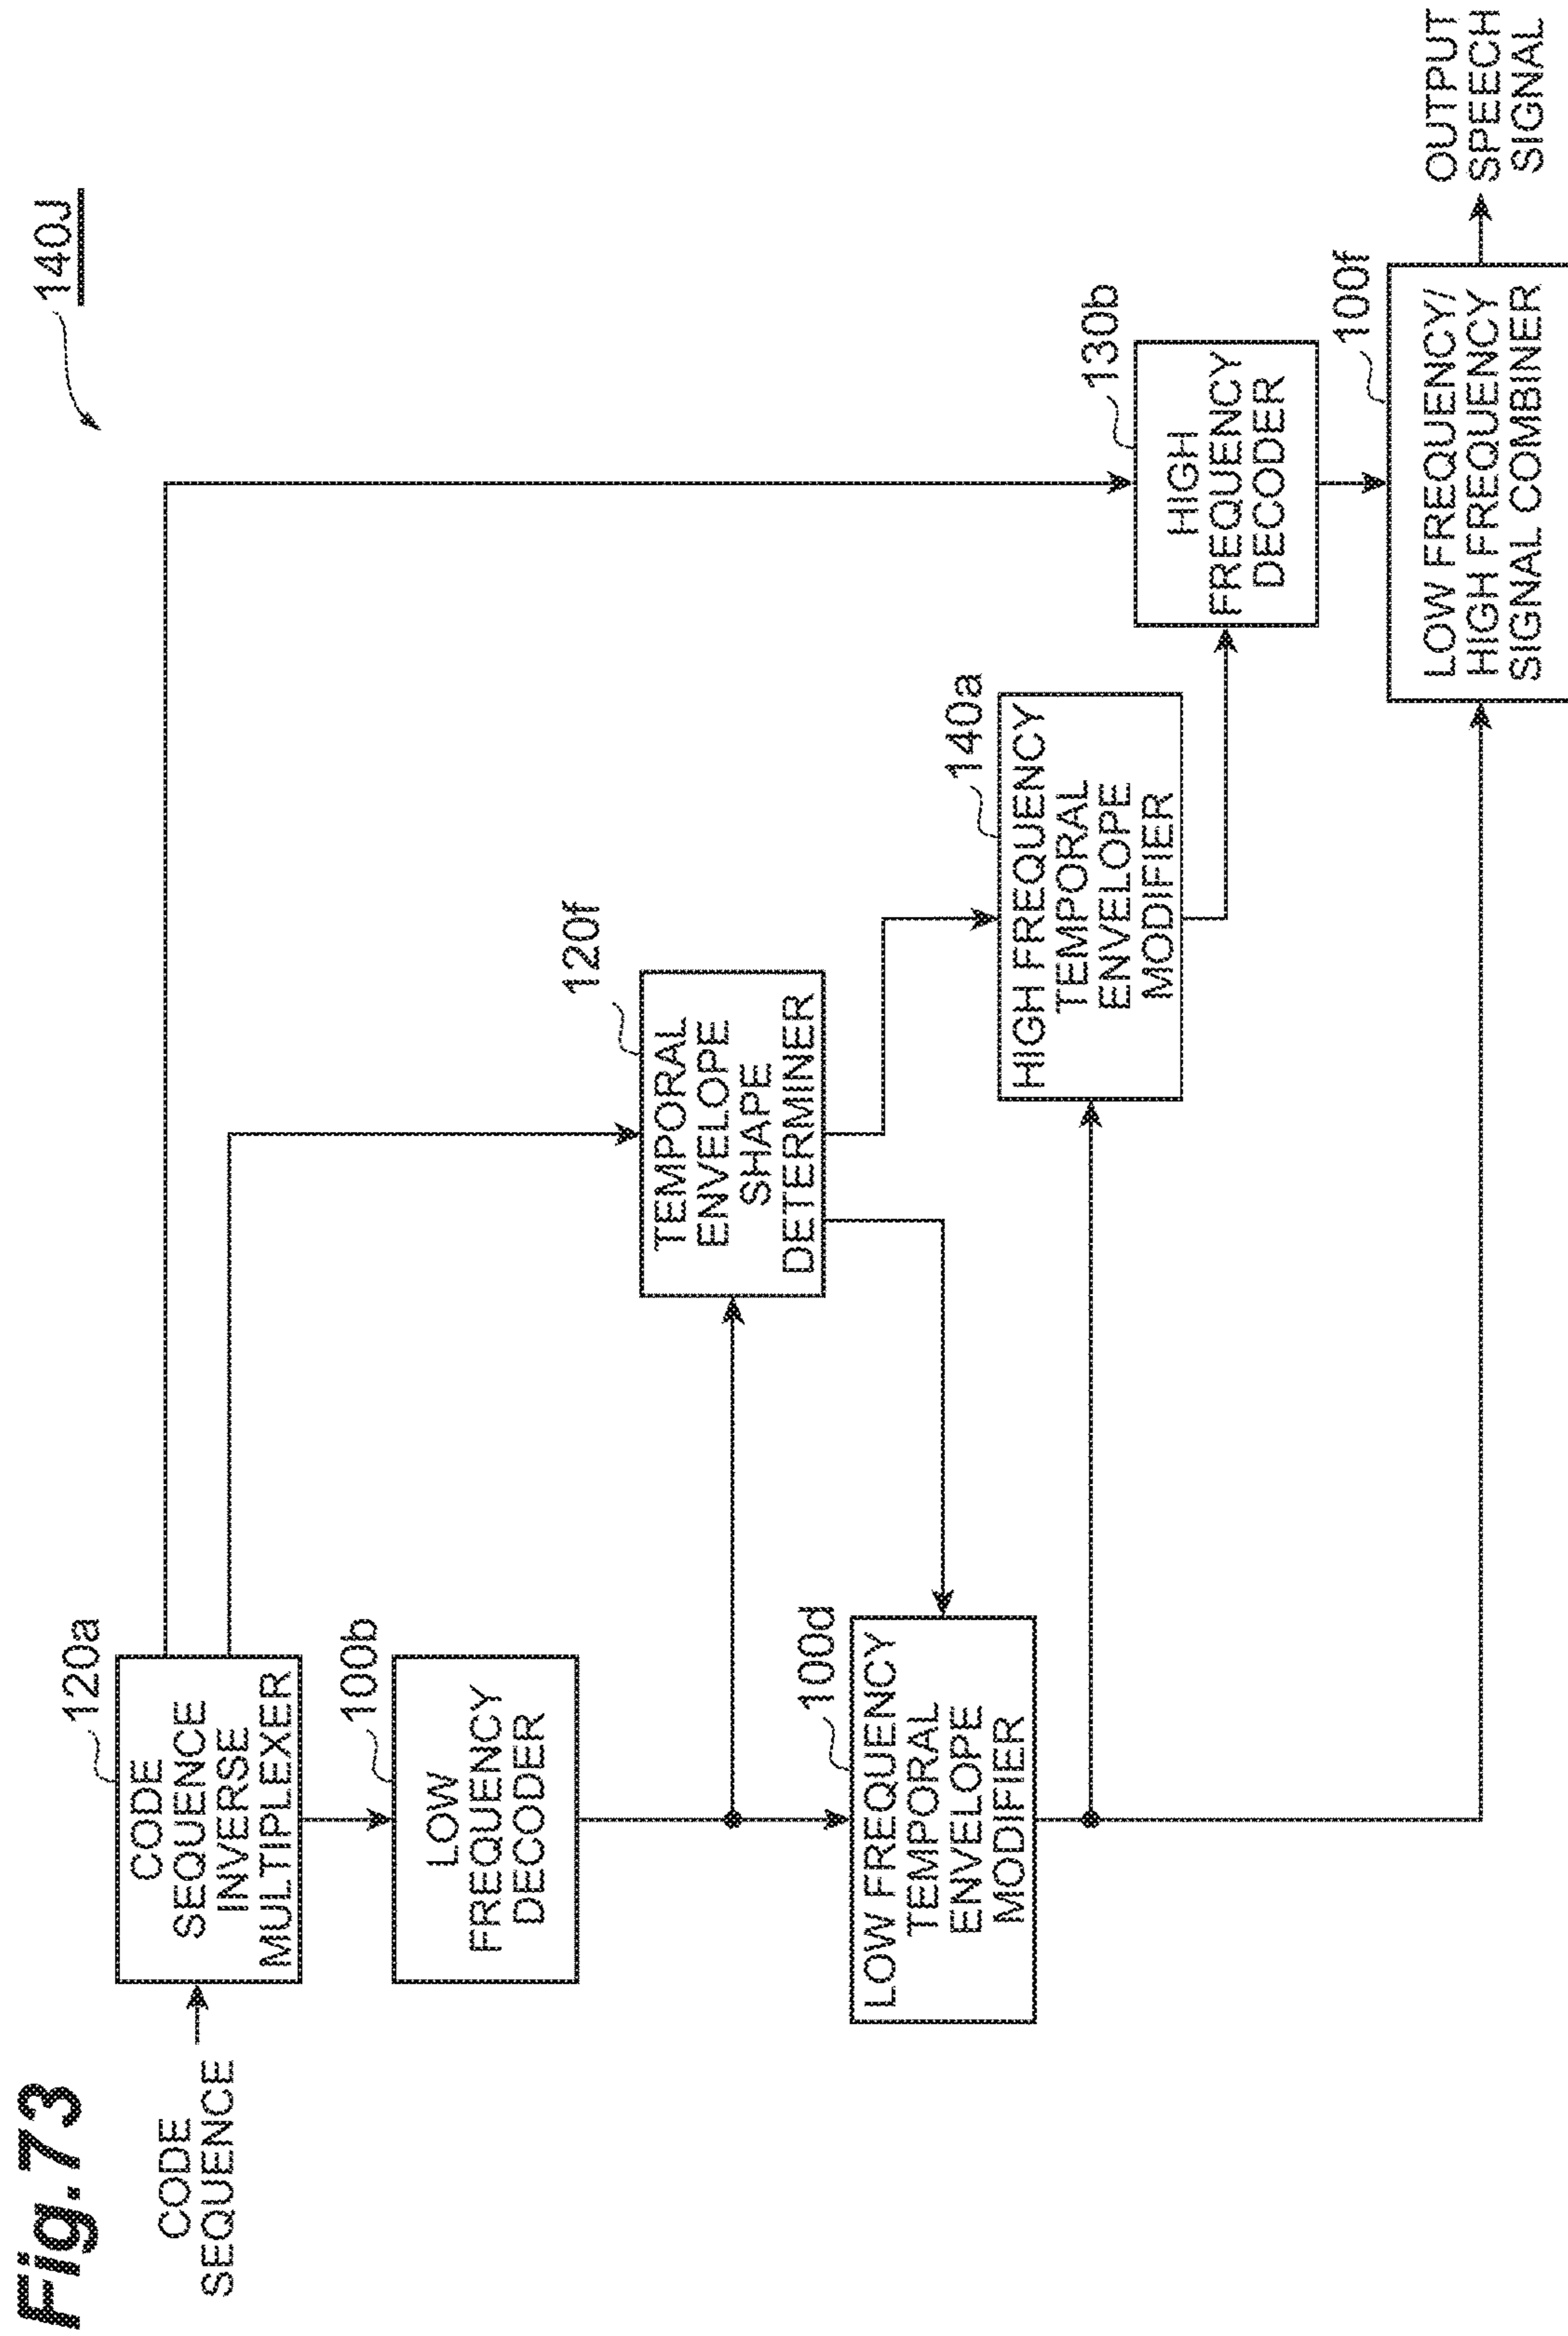 Fig.73
140J
CODE
SEQUENCE
120a
CODE
SEQUENCE
INVERSE
MULTIPLEXER
100b
LOW
FREQUENCY
DECODER
120f
TEMPORAL
ENVELOPE
SHAPE
DETERMINER
100d
LOW FREQUENCY
TEMPORAL
ENVELOPE
MODIFIER
140a
HIGH FREQUENCY
TEMPORAL
ENVELOPE
MODIFIER
130b
HIGH
FREQUENCY
DECODER
100f
LOW FREQUENCY/
HIGH FREQUENCY
SIGNAL COMBINER
OUTPUT
SPEECH
SIGNAL